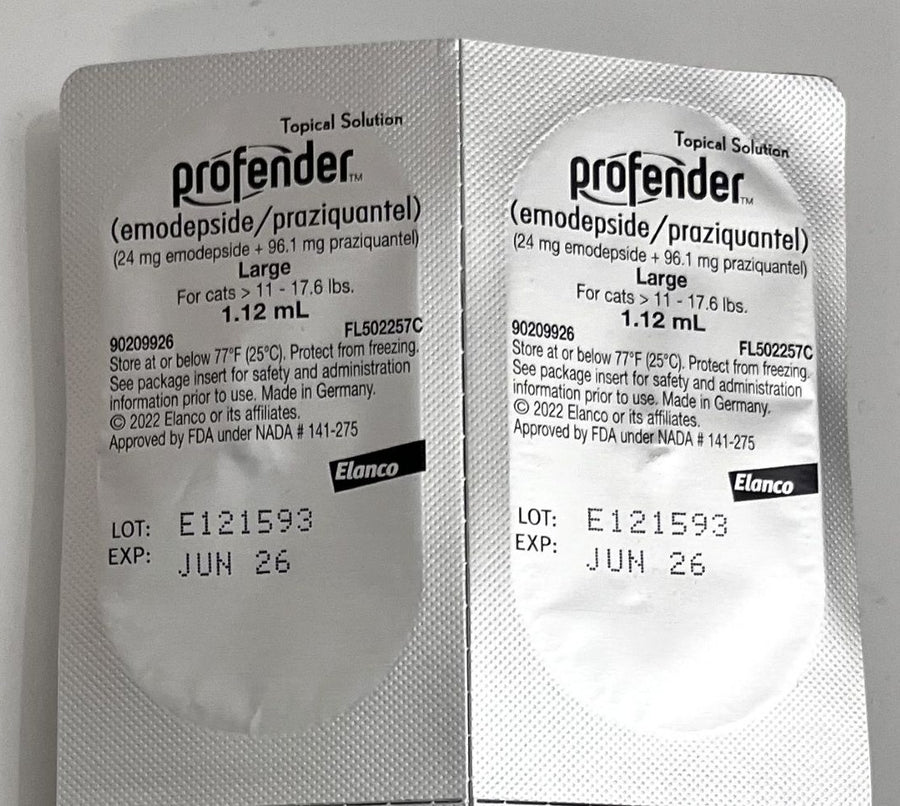 Topical Solution
profender™
(emodepside/praziquantel)
(24 mg emodepside + 96.1 mg praziquantel)
Large
For cats > 11 - 17.6 lbs.
1.12 mL
90209926 FL502257C
Store at or below 77°F (25°C). Protect from freezing.
See package insert for safety and administration
information prior to use. Made in Germany.
© 2022 Elanco or its affiliates.
Approved by FDA under NADA # 141-275
Elanco
LOT: E121593
EXP: JUN 26
Topical Solution
profender™
(emodepside/praziquantel)
(24 mg emodepside + 96.1 mg praziquantel)
Large
For cats > 11 - 17.6 lbs.
1.12 mL
90209926 FL502257C
Store at or below 77°F (25°C). Protect from freezing.
See package insert for safety and administration
information prior to use. Made in Germany.
© 2022 Elanco or its affiliates.
Approved by FDA under NADA # 141-275
Elanco
LOT: E121593
EXP: JUN 26